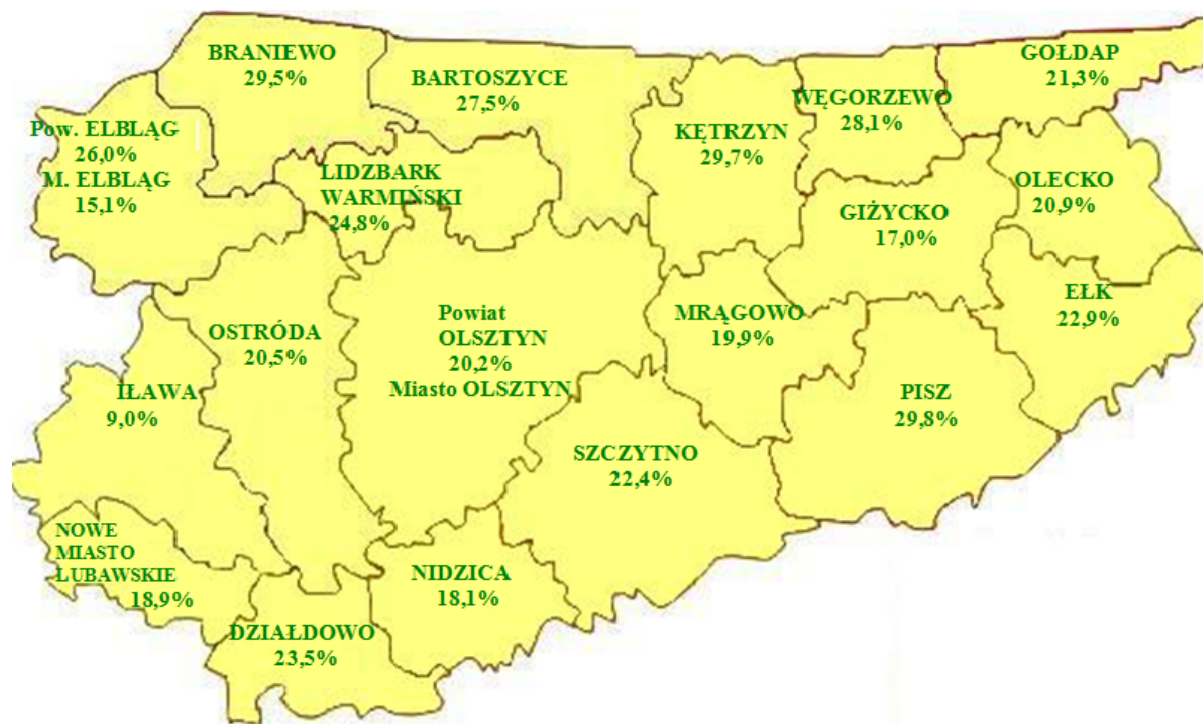 BRANIEWO
29,5%
BARTOSZYCE
27,5%
GOŁDAP
21,3%
WĘGORZEWO
28,1%
KĘTRZYN
29,7%
Pow. ELBLĄG
26,0%
M. ELBLĄG
15,1%
LIDZBARK
WARMIŃSKI
24,8%
OLECKO
20,9%
GIŻYCKO
17,0%
EŁK
22,9%
OSTRÓDA
20,5%
Powiat
OLSZTYN
20,2%
Miasto OLSZTYN
MRĄGOWO
19,9%
IŁAWA
9,0%
PISZ
29,8%
SZCZYTNO
22,4%
NOWE
MIASTO
LUBAWSKIE
18,9%
NIDZICA
18,1%
DZIAŁDOWO
23,5%